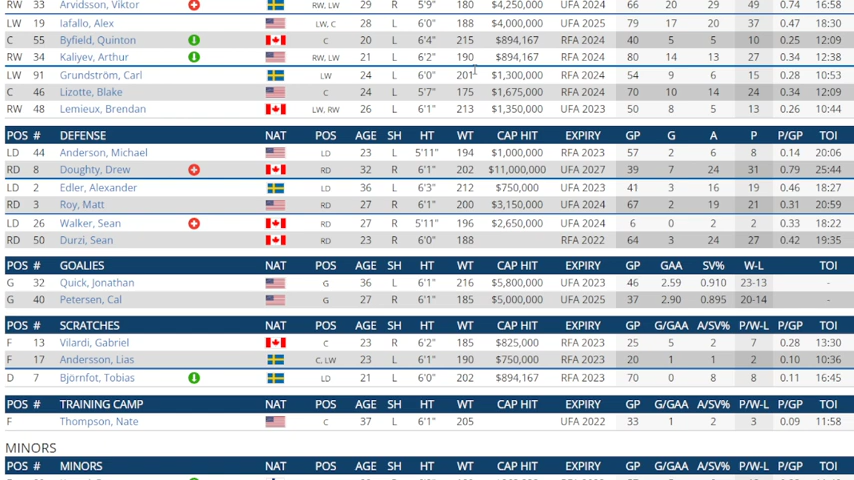 RW 33 Arvidsson, Viktor RW, LW 29 R 5'9" 180 $4,250,000 UFA 2024 66 20 29 49 0.74 16:58
LW 19 Iafallo, Alex LW, C 28 L 6'0" 188 $4,000,000 UFA 2025 79 17 20 37 0.47 18:30
C 55 Byfield, Quinton C 20 L 6'4" 215 $894,167 RFA 2024 40 5 5 10 0.25 12:09
RW 34 Kaliyev, Arthur RW, LW 21 L 6'2" 190 $894,167 RFA 2024 80 14 13 27 0.34 12:38
LW 91 Grundström, Carl LW 24 L 6'0" 201 $1,300,000 RFA 2024 54 9 6 15 0.28 10:53
C 46 Lizotte, Blake C 24 L 5'7" 175 $1,675,000 RFA 2024 70 10 14 24 0.34 12:09
RW 48 Lemieux, Brendan LW, RW 26 L 6'1" 213 $1,350,000 UFA 2023 50 8 5 13 0.26 10:44
POS # DEFENSE NAT POS AGE SH HT WT CAP HIT EXPIRY GP G A P P/GP TOI
LD 44 Anderson, Michael LD 23 L 5'11" 194 $1,000,000 RFA 2023 57 2 6 8 0.14 20:06
RD 8 Doughty, Drew RD 32 R 6'1" 202 $11,000,000 UFA 2027 39 7 24 31 0.79 25:44
LD 2 Edler, Alexander LD 36 L 6'3" 212 $750,000 UFA 2023 41 3 16 19 0.46 18:27
RD 3 Roy, Matt RD 27 R 6'1" 200 $3,150,000 UFA 2024 67 2 19 21 0.31 20:59
LD 26 Walker, Sean RD 27 R 5'11" 196 $2,650,000 UFA 2024 6 0 2 2 0.33 18:22
RD 50 Durzi, Sean RD 23 R 6'0" 188 RFA 2022 64 3 24 27 0.42 19:35
POS # GOALIES NAT POS AGE SH HT WT CAP HIT EXPIRY GP GAA SV% W-L TOI
G 32 Quick, Jonathan G 36 L 6'1" 216 $5,800,000 UFA 2023 46 2.59 0.910 23-13 -
G 40 Petersen, Cal G 27 R 6'1" 185 $5,000,000 UFA 2025 37 2.90 0.895 20-14 -
POS # SCRATCHES NAT POS AGE SH HT WT CAP HIT EXPIRY GP G/GAA A/SV% P/W-L P/GP TOI
F 13 Vilardi, Gabriel C 23 R 6'2" 185 $825,000 RFA 2023 25 5 2 7 0.28 13:30
F 17 Andersson, Lias C, LW 23 L 6'1" 190 $750,000 RFA 2023 20 1 1 2 0.10 10:36
D 7 Björnfot, Tobias LD 21 L 6'0" 202 $894,167 RFA 2023 70 0 8 8 0.11 16:45
POS # TRAINING CAMP NAT POS AGE SH HT WT CAP HIT EXPIRY GP G/GAA A/SV% P/W-L P/GP TOI
F Thompson, Nate C 37 L 6'1" 205 UFA 2022 33 1 2 3 0.09 11:58
MINORS
POS # MINORS NAT POS AGE SH HT WT CAP HIT EXPIRY GP G/GAA A/SV% P/W-L P/GP TOI